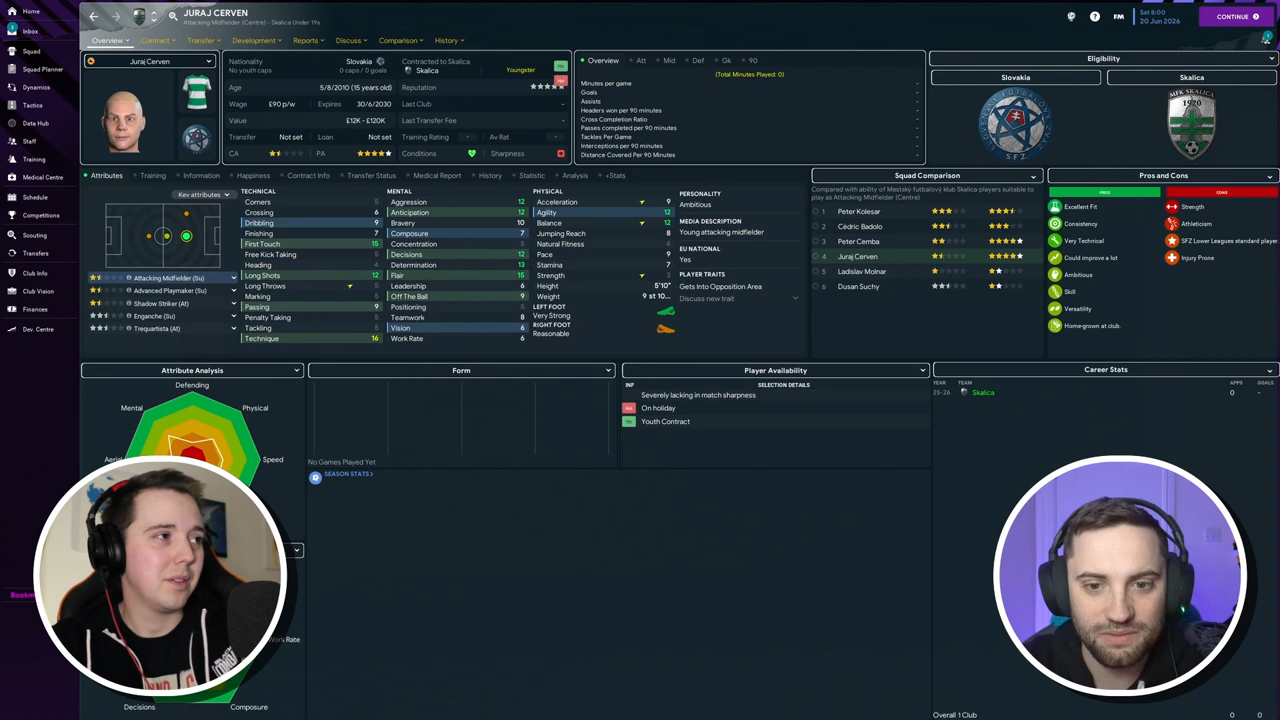 Home
Inbox
Squad
Squad Planner
Dynamics
Tactics
Data Hub
Staff
Training
Medical Centre
Schedule
Competitions
Scouting
Transfers
Club Info
Club Vision
Finances
Dev. Centre
JURAJ CERVEN
Attacking Midfielder (Centre) - Skalica Under 19s
FM
Sat 8:00
20 Jun 2026
CONTINUE
Overview
Contract
Transfer
Development
Reports
Discuss
Comparison
History
Juraj Cerven
Nationality Slovakia
No youth caps 0 caps / 0 goals
Age 5/8/2010 (15 years old)
Wage £90 p/w Expires 30/6/2030
Value £12K - £120K
Transfer Not set Loan Not set
CA PA
Contracted to Skalica
Skalica Youngster
Reputation
Last Club -
Last Transfer Fee -
Training Rating - Av Rat -
Conditions Sharpness
Overview Att Mid Def Gk 90
(Total Minutes Played: 0)
Minutes per game -
Goals -
Assists -
Headers won per 90 minutes -
Cross Completion Ratio -
Passes completed per 90 minutes -
Tackles Per Game -
Interceptions per 90 minutes -
Distance Covered Per 90 Minutes -
Eligibility
Slovakia Skalica
SFZ
MFK SKALICA
1920
Attributes Training Information Happiness Contract Info Transfer Status Medical Report History Statistic Analysis +Stats
Key attributes
Attacking Midfielder (Su)
Advanced Playmaker (Su)
Shadow Striker (At)
Enganche (Su)
Trequartista (At)
TECHNICAL
Corners 5
Crossing 6
Dribbling 9
Finishing 7
First Touch 15
Free Kick Taking 5
Heading 4
Long Shots 12
Long Throws 5
Marking 5
Passing 9
Penalty Taking 5
Tackling 5
Technique 16
MENTAL
Aggression 12
Anticipation 12
Bravery 10
Composure 7
Concentration 5
Decisions 12
Determination 13
Flair 15
Leadership 6
Off The Ball 9
Positioning 5
Teamwork 8
Vision 6
Work Rate 6
PHYSICAL
Acceleration 9
Agility 12
Balance 12
Jumping Reach 8
Natural Fitness 4
Pace 9
Stamina 7
Strength 3
Height 5'10"
Weight 9 st 10...
LEFT FOOT
Very Strong
RIGHT FOOT
Reasonable
PERSONALITY
Ambitious
MEDIA DESCRIPTION
Young attacking midfielder
EU NATIONAL
Yes
PLAYER TRAITS
Gets Into Opposition Area
Discuss new trait
Squad Comparison
Compared with ability of Mestský futbalový klub Skalica players suitable to
play as Attacking Midfielder (Centre)
1 Peter Kolesar
2 Cédric Badolo
3 Peter Cemba
4 Juraj Cerven
5 Ladislav Molnar
6 Dusan Suchy
Pros and Cons
PROS CONS
Excellent Fit
Consistency
Very Technical
Could improve a lot
Ambitious
Skill
Versatility
Home-grown at club.
Strength
Athleticism
SFZ Lower Leagues standard player.
Injury Prone
Attribute Analysis
Defending
Mental Physical
Speed
Work Rate
Decisions Composure
Form
No Games Played Yet
SEASON STATS
Player Availability
INF SELECTION DETAILS
Severely lacking in match sharpness
Hol On holiday
Yth Youth Contract
Career Stats
YEAR TEAM APPS GOALS
25-26 Skalica 0 -
Overall 1 Club 0 0